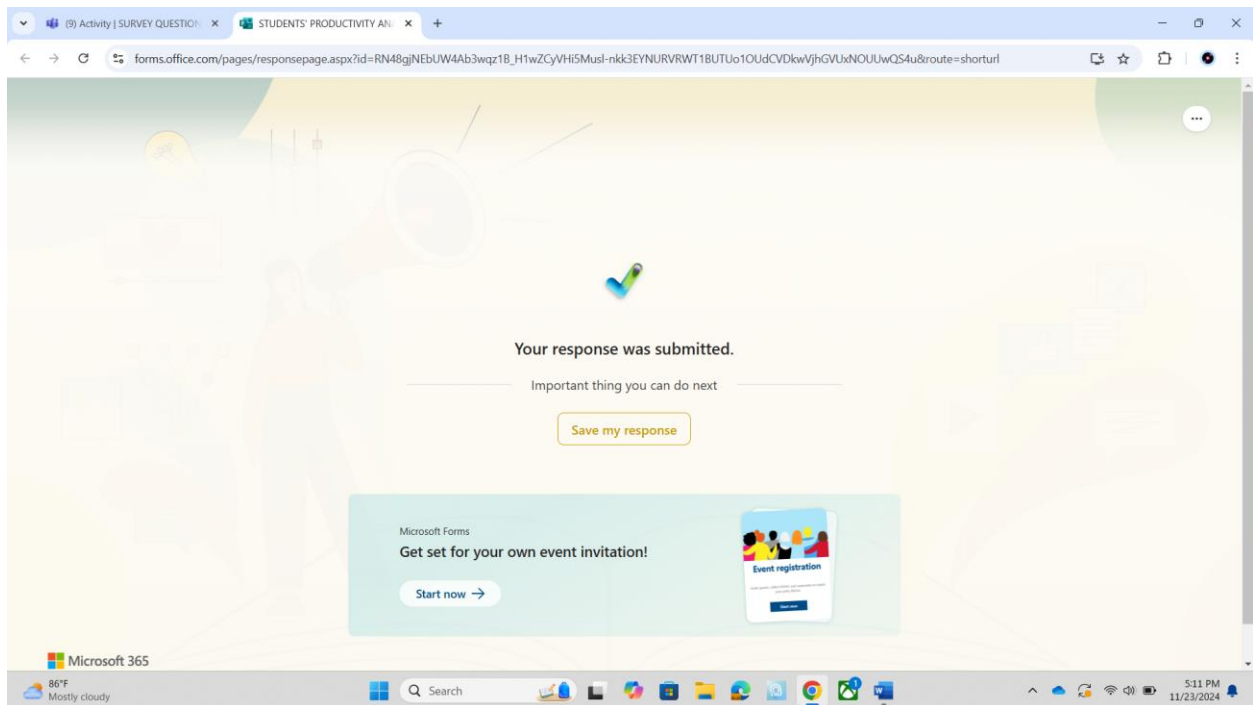 (9) Activity | SURVEY QUESTION
STUDENTS' PRODUCTIVITY AN
forms.office.com/pages/responsepage.aspx?id=RN48gjNEbUW4Ab3wqz1B_H1wZCyVHi5Musl-nkk3EYNURVRWT1BUTUo1OUdCVDkwVjhGVUxNOUUwQS4u&route=shorturl
Your response was submitted.
Important thing you can do next
Save my response
Microsoft Forms
Get set for your own event invitation!
Start now
Event registration
Microsoft 365
86°F
Mostly cloudy
Search
5:11 PM
11/23/2024